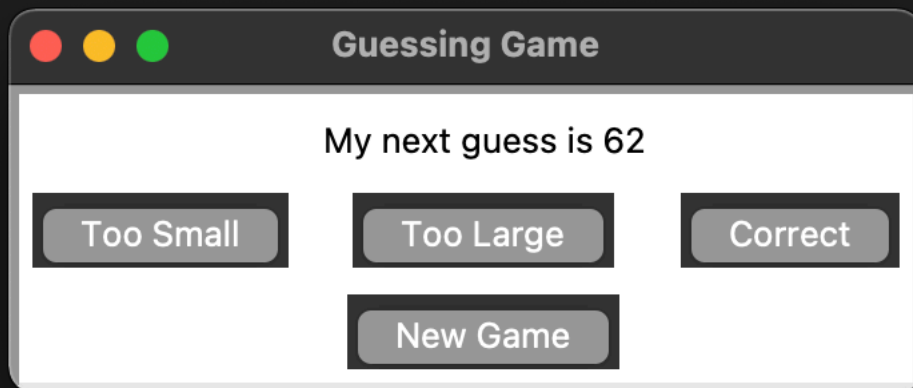 Guessing Game
My next guess is 62
Too Small Too Large Correct
New Game